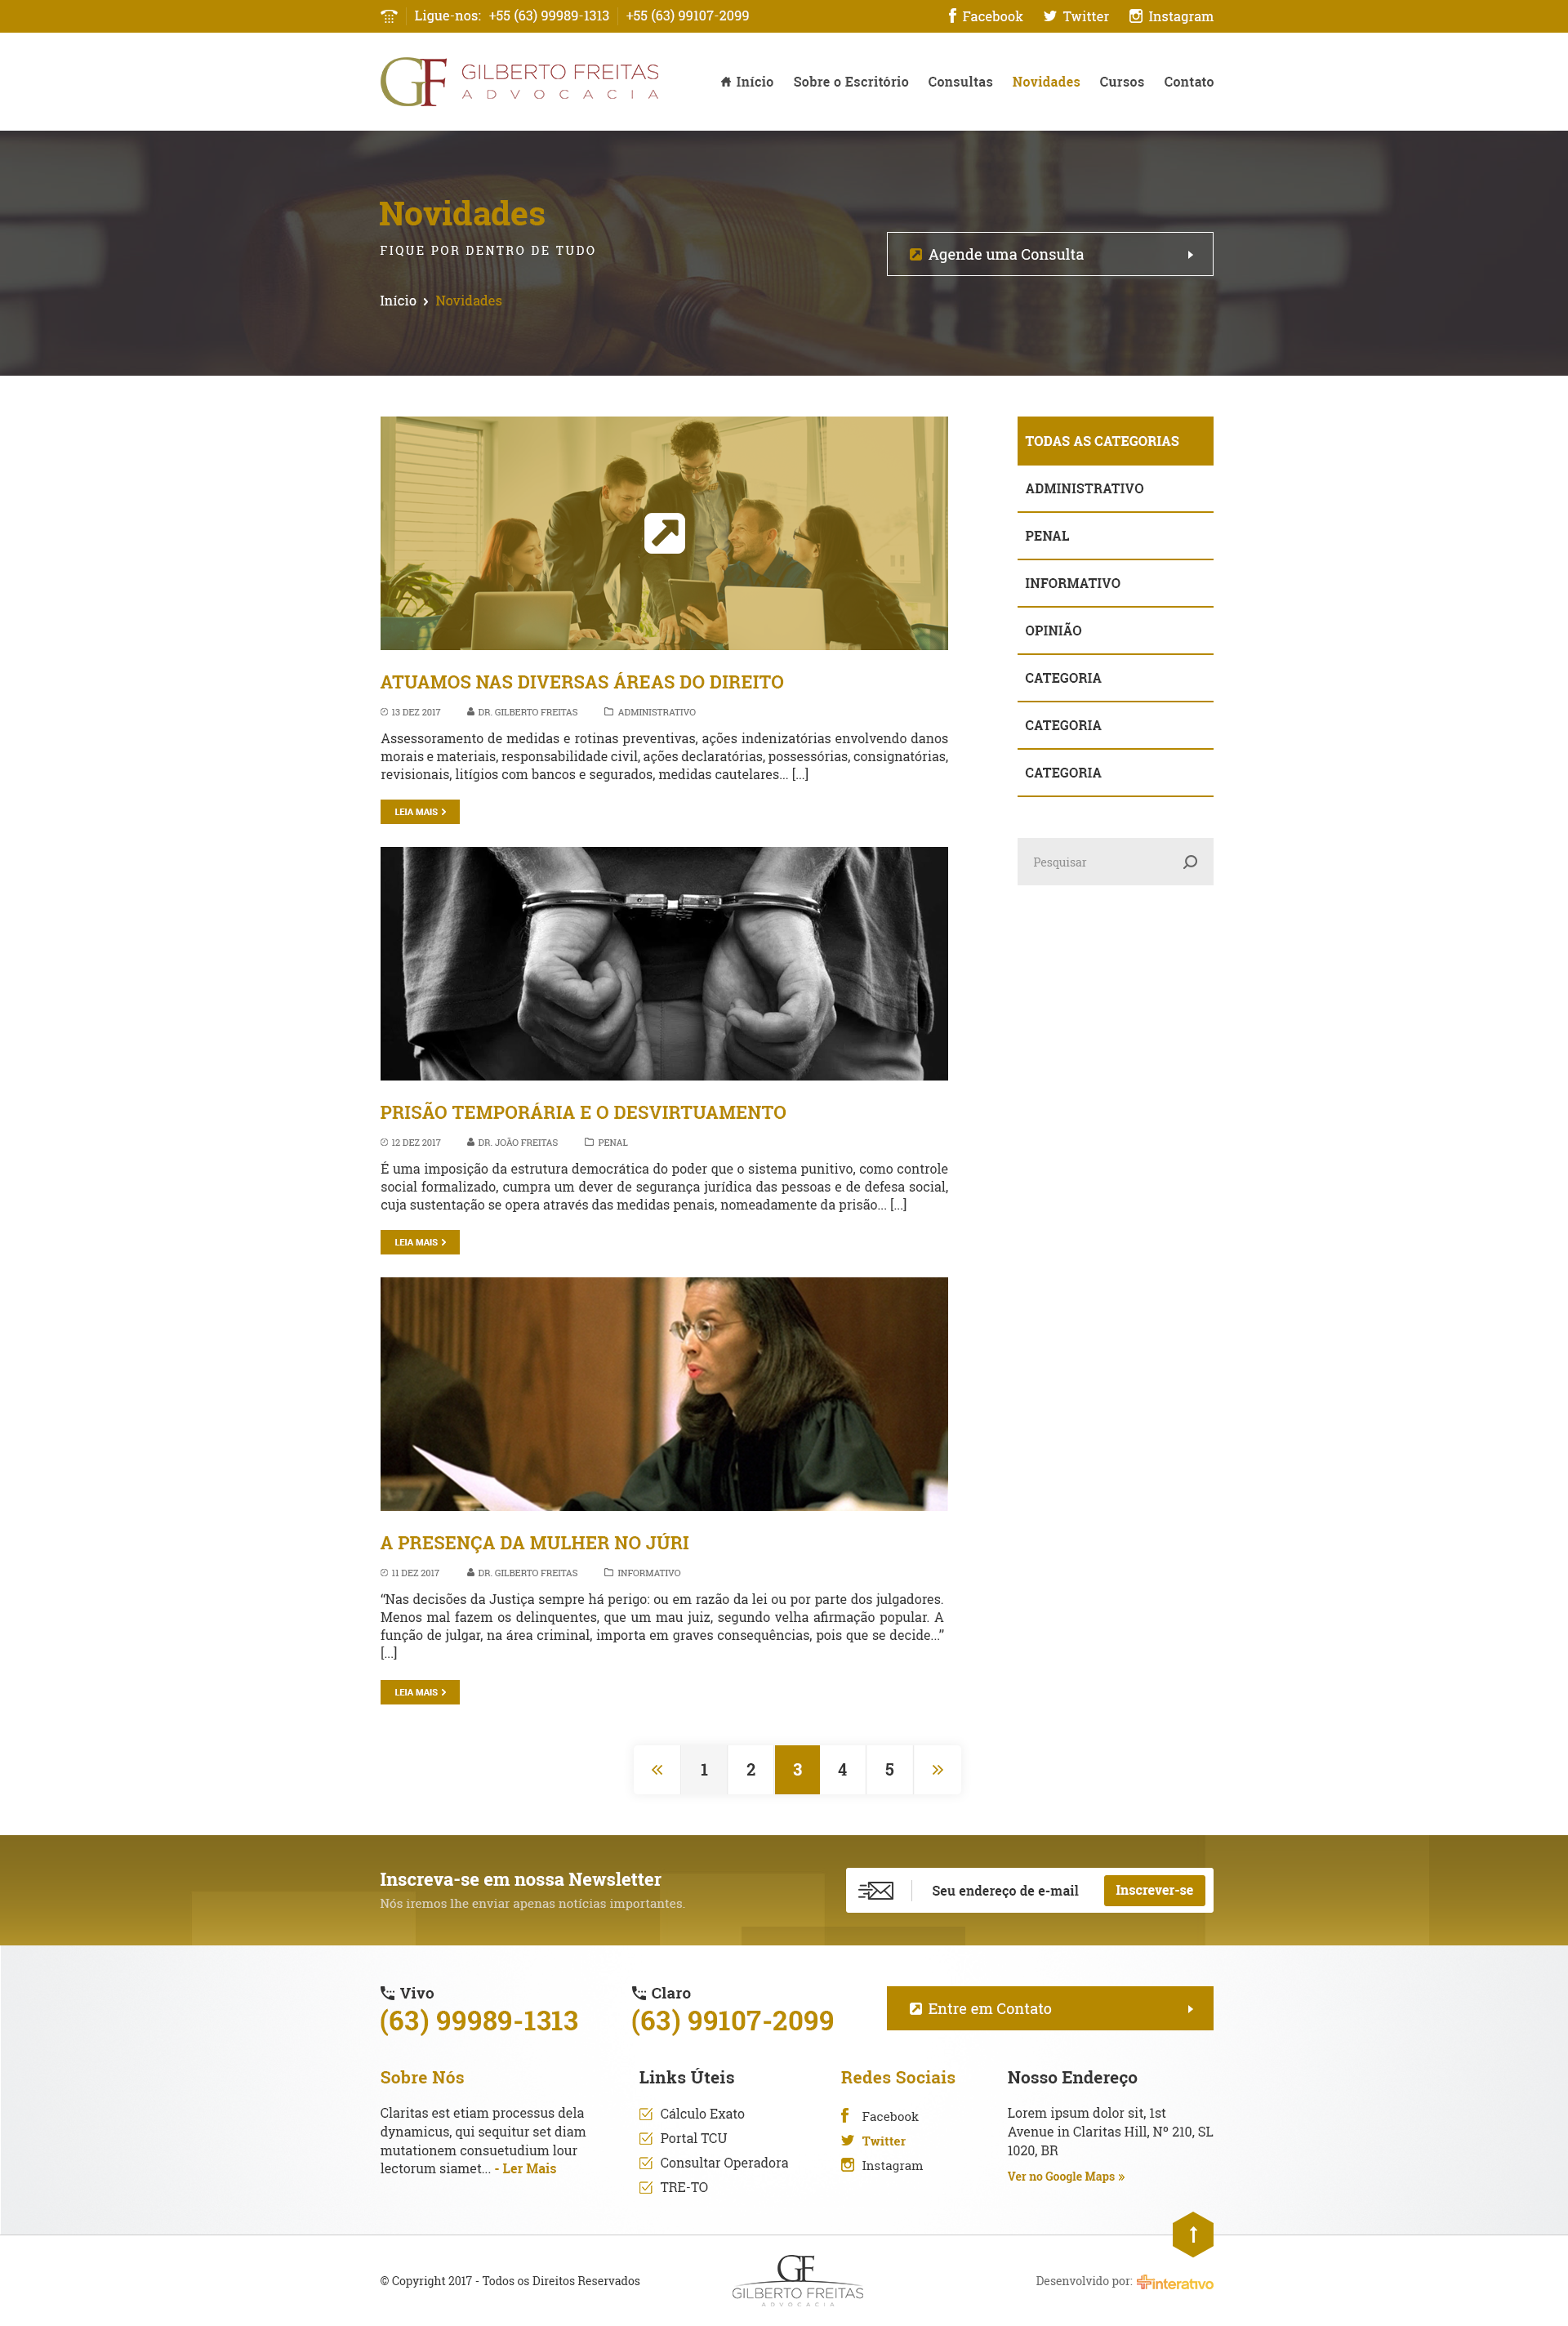 Ligue-nos: +55 (63) 99989-1313 +55 (63) 99107-2099 Facebook Twitter Instagram
GF GILBERTO FREITAS
ADVOCACIA
Início Sobre o Escritório Consultas Novidades Cursos Contato
Novidades
FIQUE POR DENTRO DE TUDO
Agende uma Consulta
Início Novidades
TODAS AS CATEGORIAS
ADMINISTRATIVO
PENAL
INFORMATIVO
OPINIÃO
CATEGORIA
CATEGORIA
CATEGORIA
Pesquisar
ATUAMOS NAS DIVERSAS ÁREAS DO DIREITO
13 DEZ 2017 DR. GILBERTO FREITAS ADMINISTRATIVO
Assessoramento de medidas e rotinas preventivas, ações indenizatórias envolvendo danos
morais e materiais, responsabilidade civil, ações declaratórias, possessórias, consignatórias,
revisionais, litígios com bancos e segurados, medidas cautelares... [...]
LEIA MAIS
PRISÃO TEMPORÁRIA E O DESVIRTUAMENTO
12 DEZ 2017 DR. JOÃO FREITAS PENAL
É uma imposição da estrutura democrática do poder que o sistema punitivo, como controle
social formalizado, cumpra um dever de segurança jurídica das pessoas e de defesa social,
cuja sustentação se opera através das medidas penais, nomeadamente da prisão... [...]
LEIA MAIS
A PRESENÇA DA MULHER NO JÚRI
11 DEZ 2017 DR. GILBERTO FREITAS INFORMATIVO
“Nas decisões da Justiça sempre há perigo: ou em razão da lei ou por parte dos julgadores.
Menos mal fazem os delinquentes, que um mau juiz, segundo velha afirmação popular. A
função de julgar, na área criminal, importa em graves consequências, pois que se decide...”
[...]
LEIA MAIS
« 1 2 3 4 5 »
Inscreva-se em nossa Newsletter
Nós iremos lhe enviar apenas notícias importantes.
Seu endereço de e-mail Inscrever-se
Vivo
(63) 99989-1313
Claro
(63) 99107-2099
Entre em Contato
Sobre Nós
Claritas est etiam processus dela
dynamicus, qui sequitur set diam
mutationem consuetudium lour
lectorum siamet... - Ler Mais
Links Úteis
Cálculo Exato
Portal TCU
Consultar Operadora
TRE-TO
Redes Sociais
Facebook
Twitter
Instagram
Nosso Endereço
Lorem ipsum dolor sit, 1st
Avenue in Claritas Hill, Nº 210, SL
1020, BR
Ver no Google Maps »
© Copyright 2017 - Todos os Direitos Reservados
GF
GILBERTO FREITAS
ADVOCACIA
Desenvolvido por: interativo